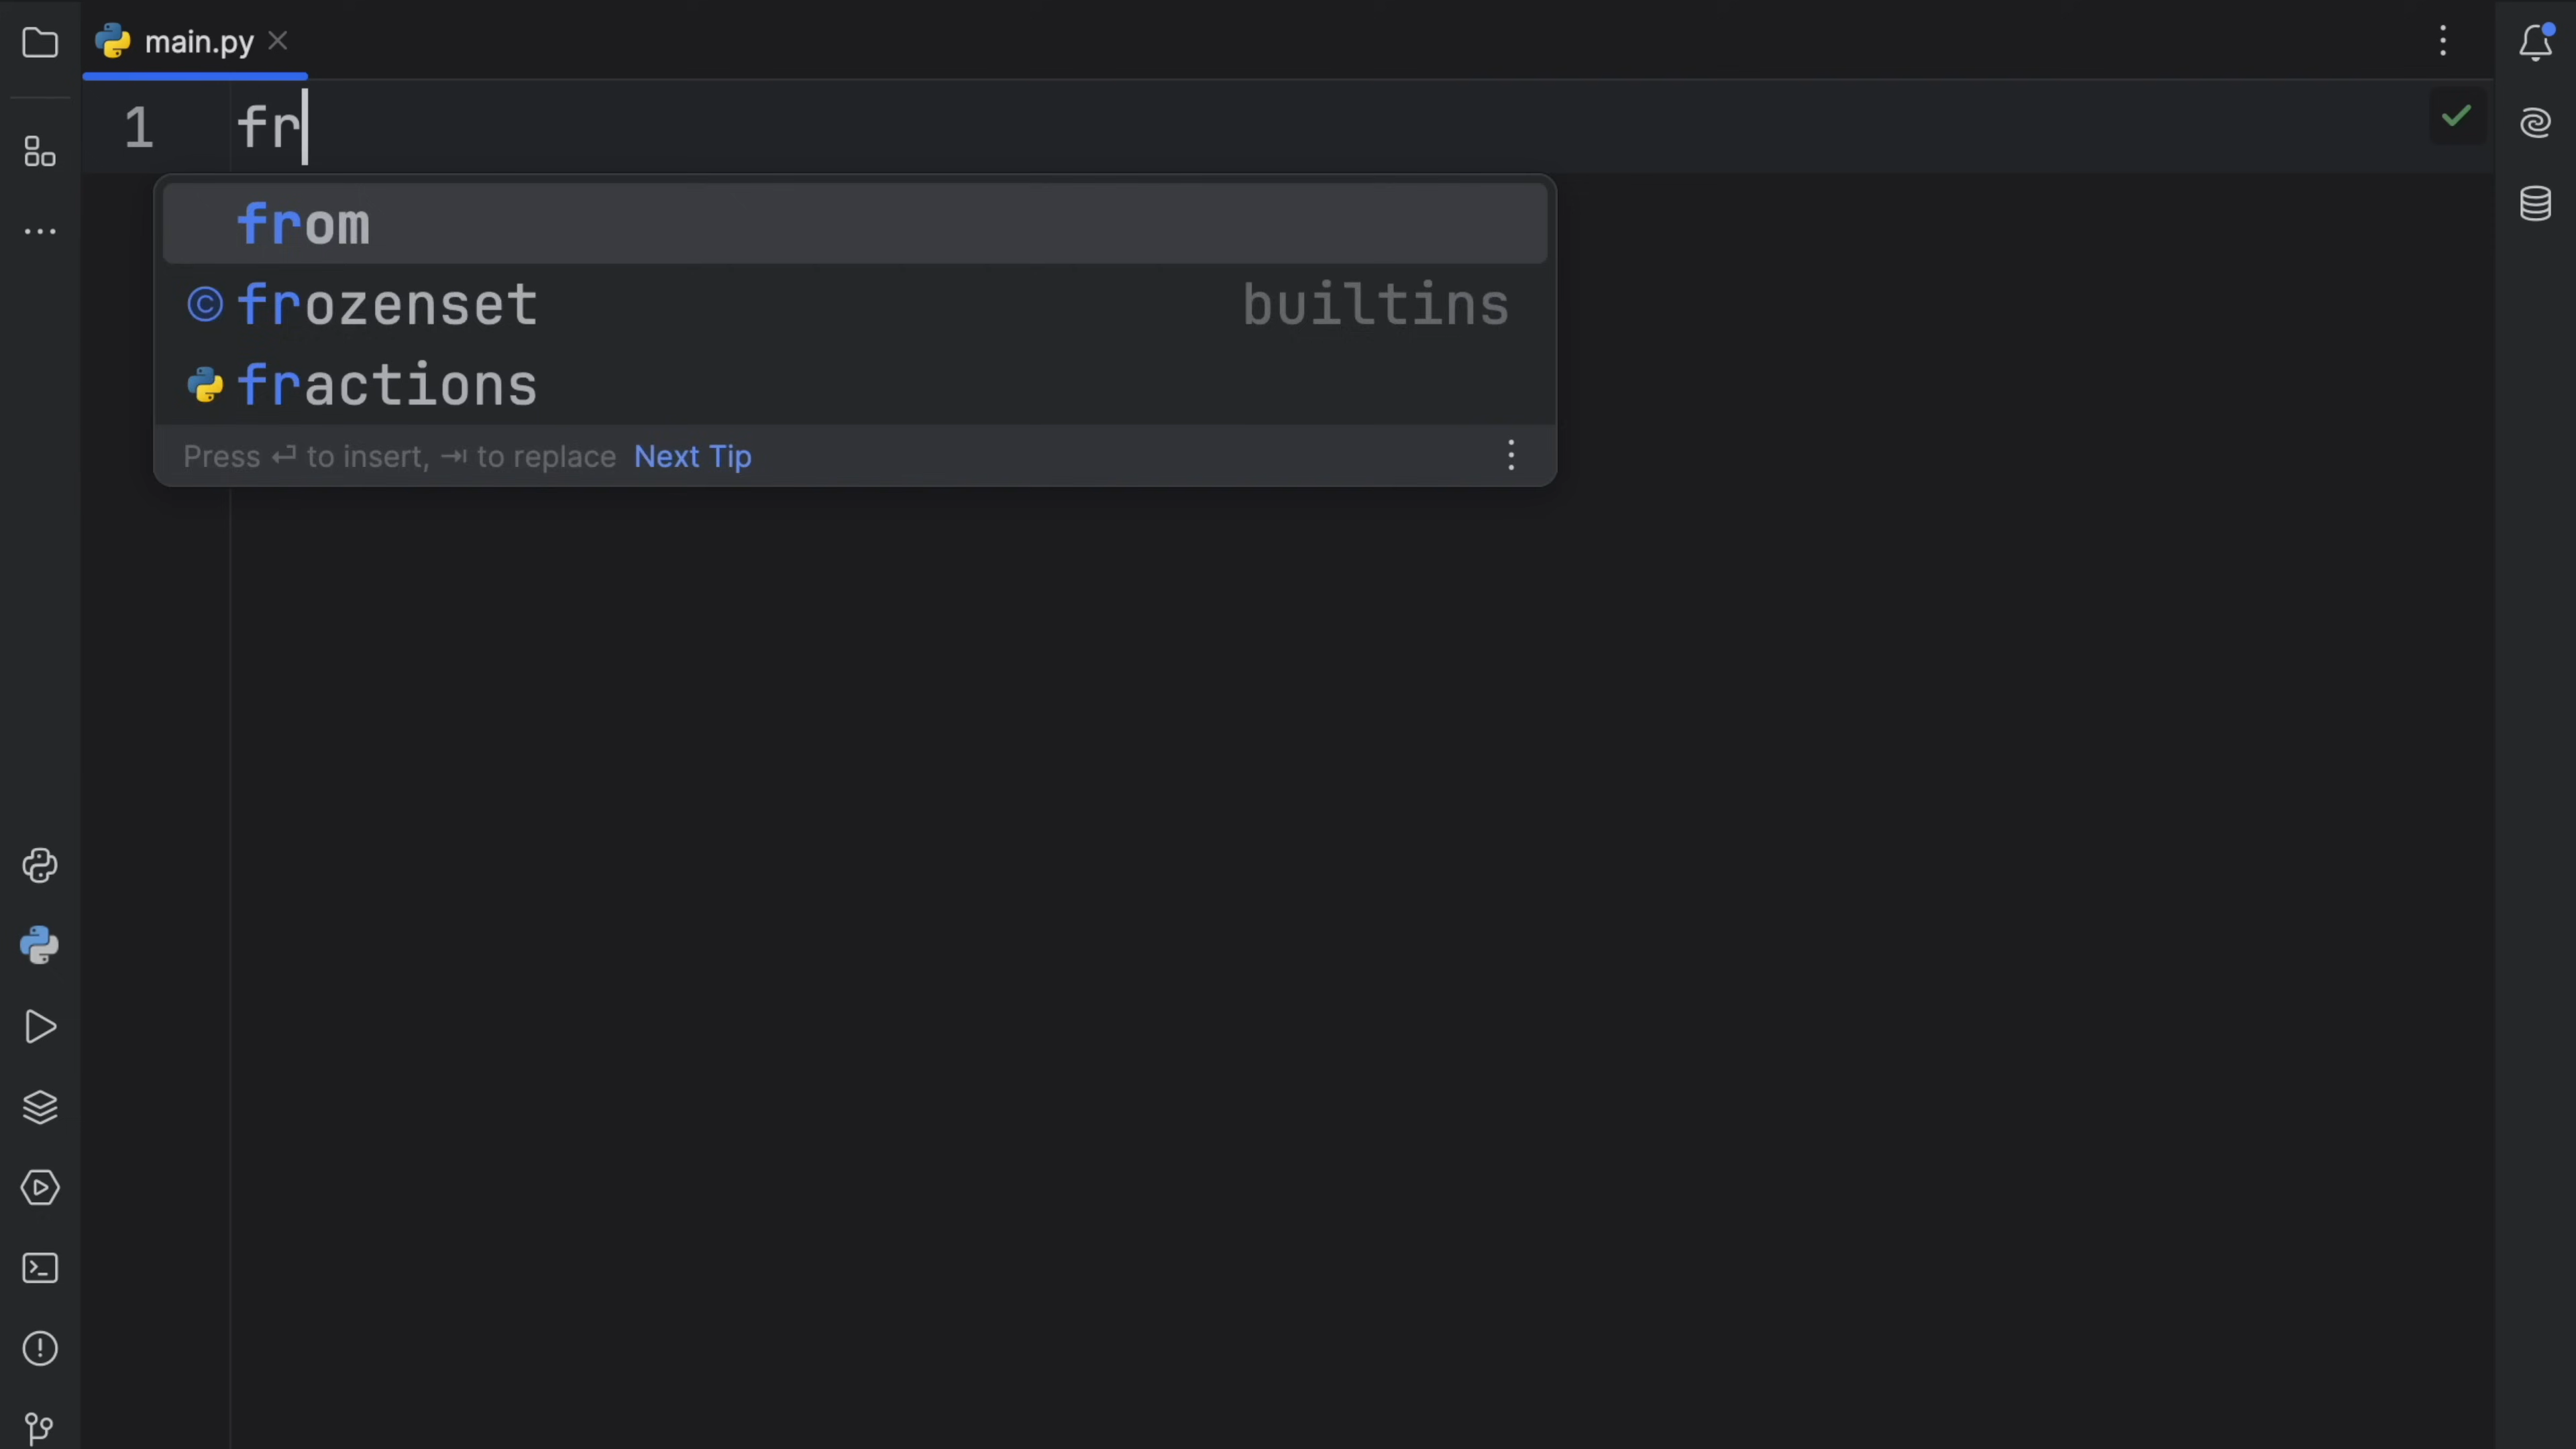 main.py
1 fr
from
frozenset builtins
fractions
Press ↵ to insert, ⇥ to replace Next Tip